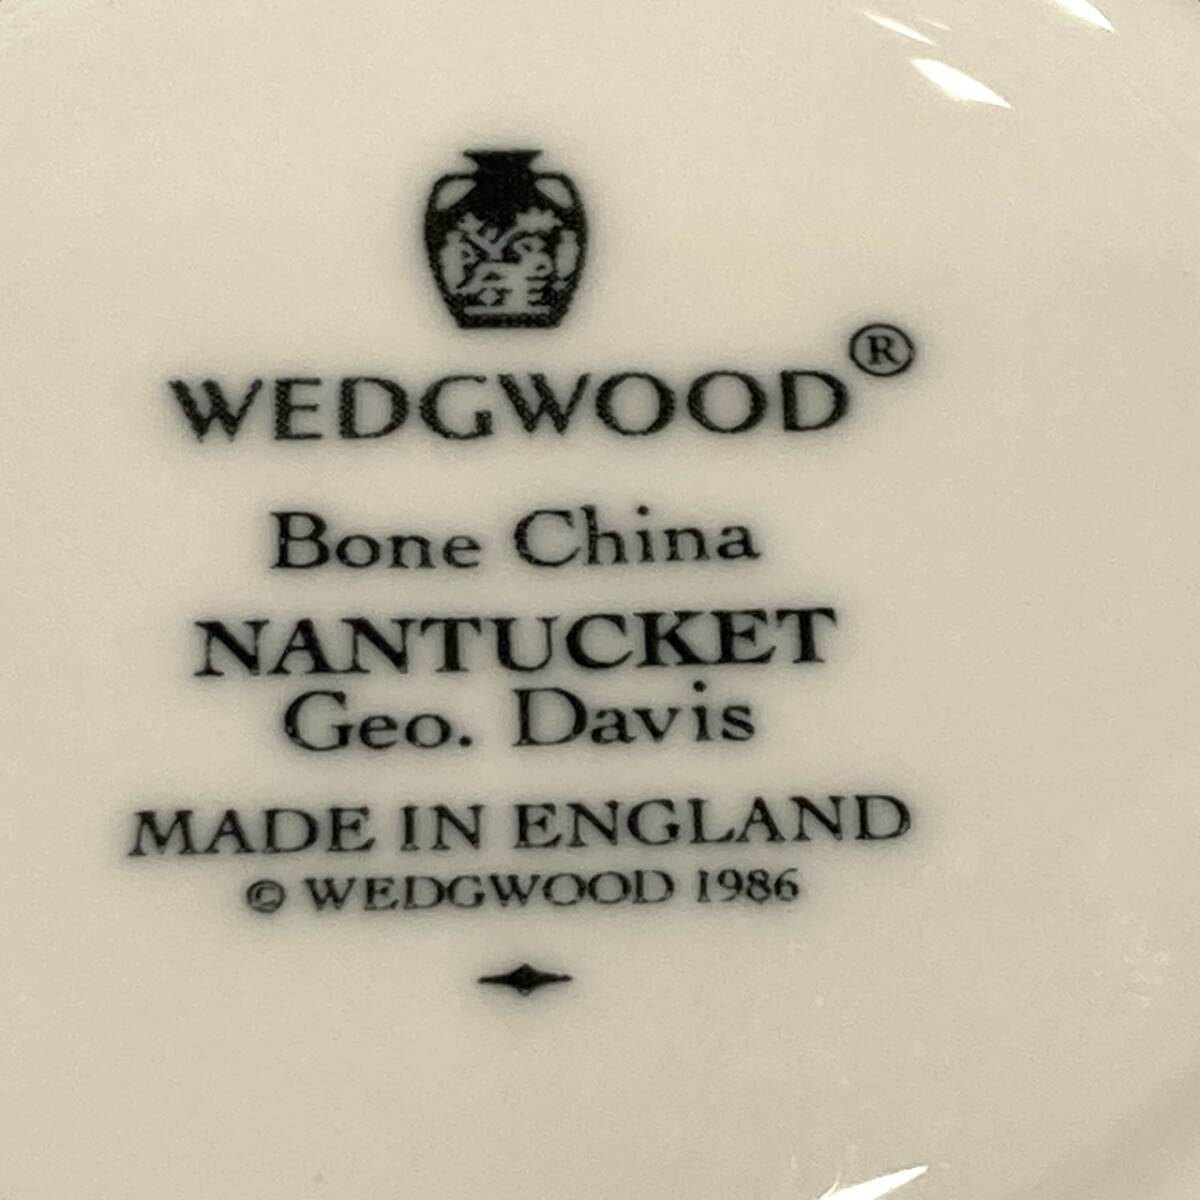 WEDGWOOD®
Bone China
NANTUCKET
Geo. Davis
MADE IN ENGLAND
© WEDGWOOD 1986